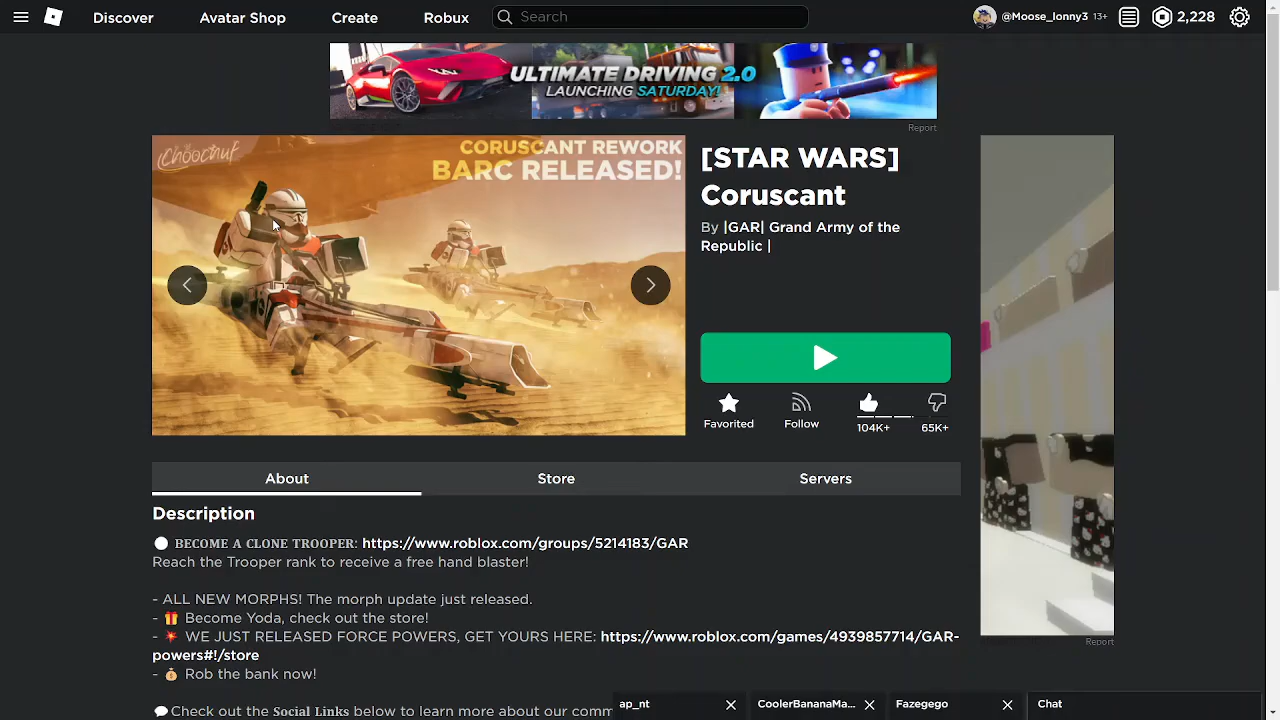 Discover
Avatar Shop
Create
Robux
Search
@Moose_lonny3 13+
2,228
ULTIMATE DRIVING 2.0
LAUNCHING SATURDAY!
Report
iChoochuf
CORUSCANT REWORK
BARC RELEASED!
[STAR WARS]
Coruscant
By |GAR| Grand Army of the
Republic |
Favorited
Follow
104K+
65K+
About
Store
Servers
Description
BECOME A CLONE TROOPER: https://www.roblox.com/groups/5214183/GAR
Reach the Trooper rank to receive a free hand blaster!
- ALL NEW MORPHS! The morph update just released.
- 🎁 Become Yoda, check out the store!
- 💥 WE JUST RELEASED FORCE POWERS, GET YOURS HERE: https://www.roblox.com/games/4939857714/GAR-
powers#!/store
- 💰 Rob the bank now!
💬Check out the Social Links below to learn more about our comm
Report
ap_nt
CoolerBananaMa...
Fazegego
Chat